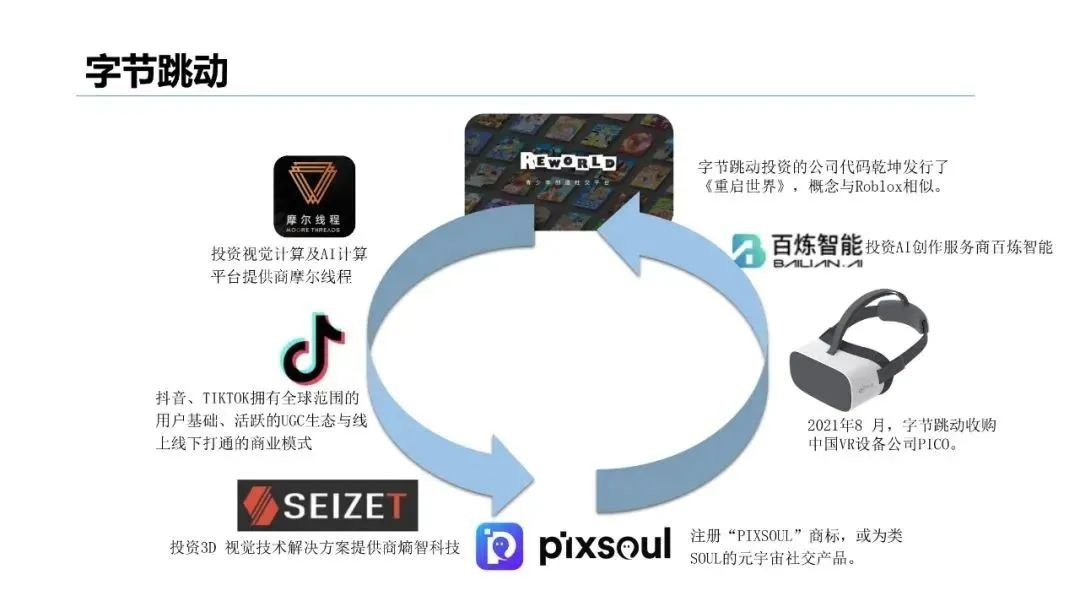 字节跳动
REWORLD
青少年创造社交平台
字节跳动投资的公司代码乾坤发行了
《重启世界》，概念与Roblox相似。
摩尔线程
MOORE THREADS
投资视觉计算及AI计算
平台提供商摩尔线程
百炼智能
BAILIAN.AI
投资AI创作服务商百炼智能
抖音、TIKTOK拥有全球范围的
用户基础、活跃的UGC生态与线
上线下打通的商业模式
2021年8 月，字节跳动收购
中国VR设备公司PICO。
SEIZET
投资3D 视觉技术解决方案提供商熵智科技
pixsoul
注册“PIXSOUL”商标，或为类
SOUL的元宇宙社交产品。